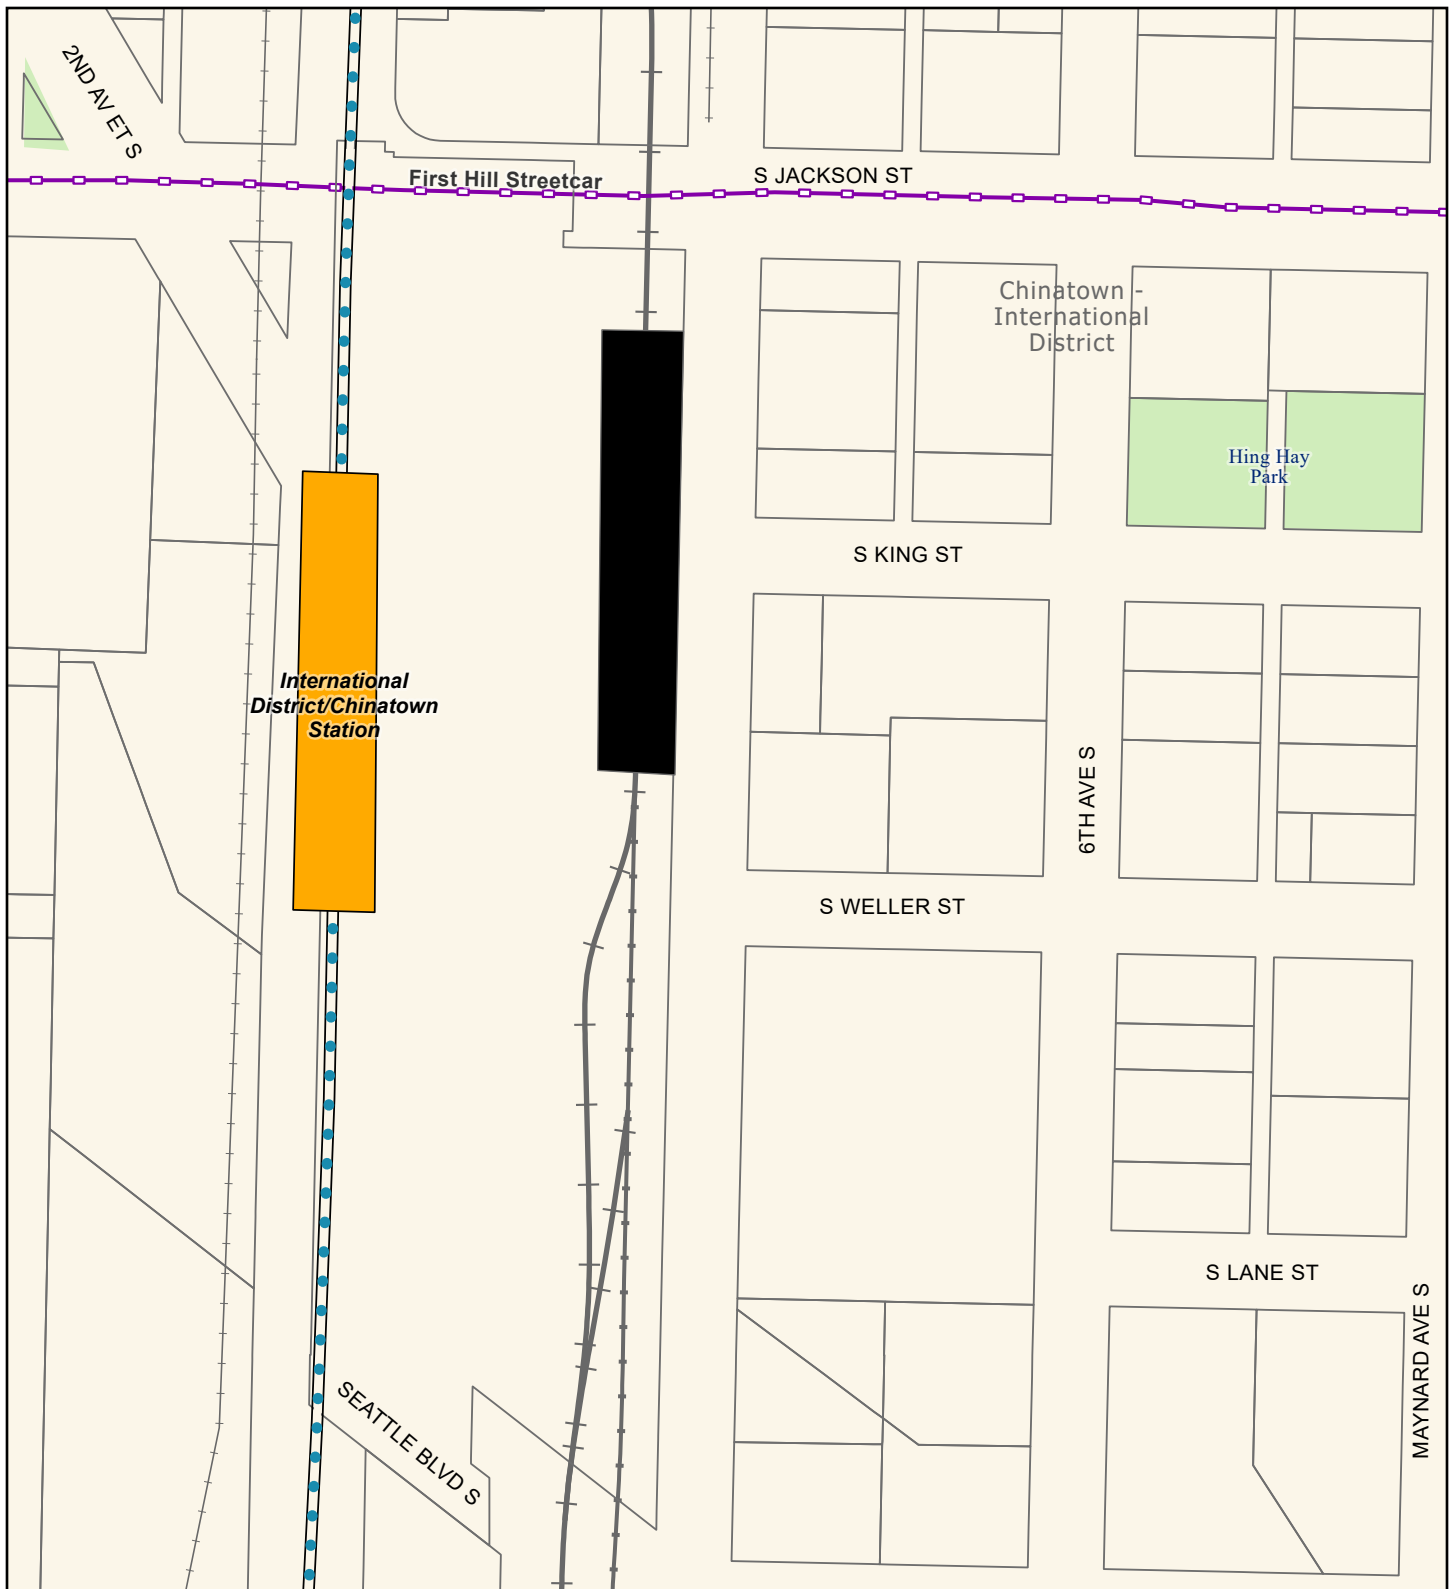 2ND AV ET S
First Hill Streetcar
S JACKSON ST
Chinatown -
International
District
Hing Hay
Park
S KING ST
International
District/Chinatown
Station
6TH AVE S
S WELLER ST
S LANE ST
MAYNARD AVE S
SEATTLE BLVD S